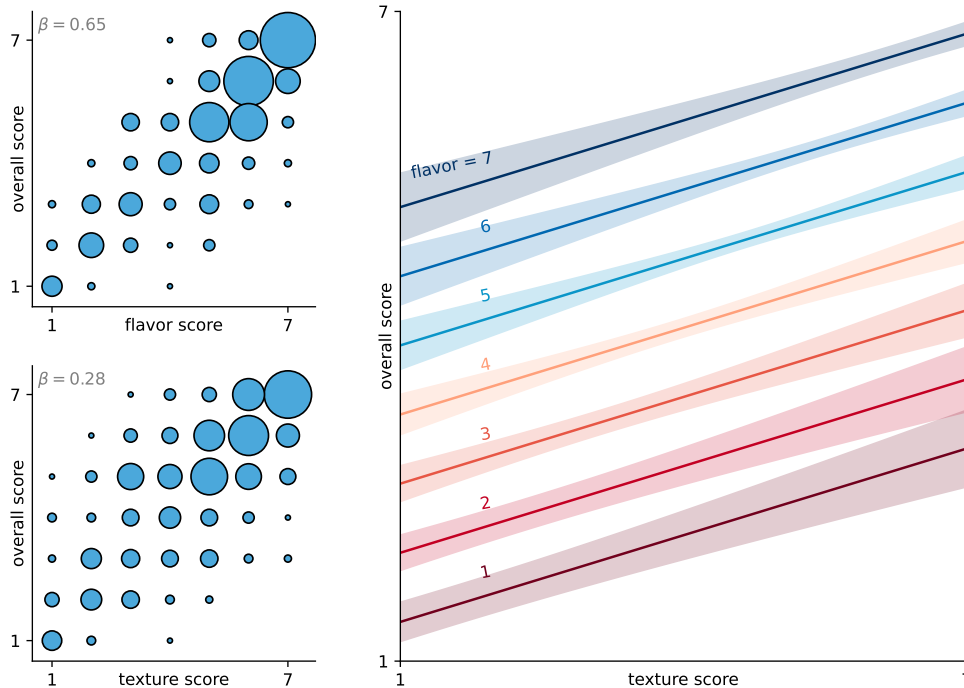 β = 0.65
7
1
overall score
1
flavor score
7
β = 0.28
7
1
overall score
1
texture score
7
7
1
overall score
flavor = 7
6
5
4
3
2
1
1
texture score